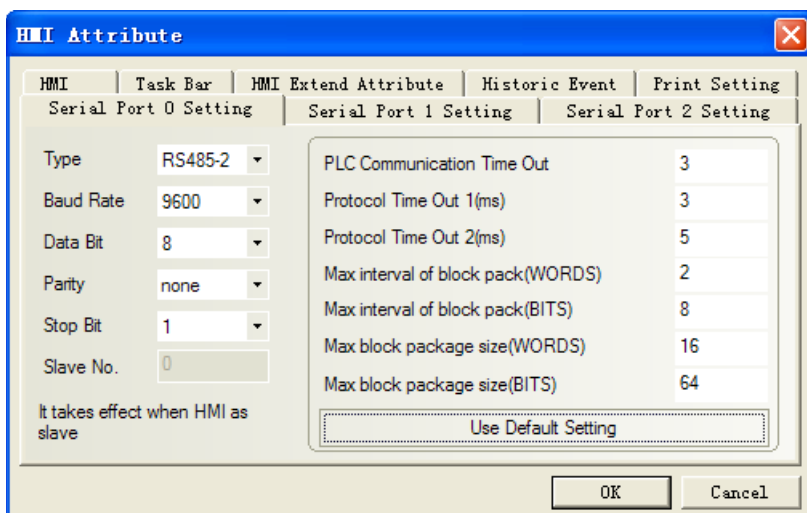 HMI Attribute
HMI Task Bar HMI Extend Attribute Historic Event Print Setting
Serial Port 0 Setting Serial Port 1 Setting Serial Port 2 Setting
Type RS485-2
Baud Rate 9600
Data Bit 8
Parity none
Stop Bit 1
Slave No. 0
It takes effect when HMI as
slave
PLC Communication Time Out 3
Protocol Time Out 1(ms) 3
Protocol Time Out 2(ms) 5
Max interval of block pack(WORDS) 2
Max interval of block pack(BITS) 8
Max block package size(WORDS) 16
Max block package size(BITS) 64
Use Default Setting
OK Cancel